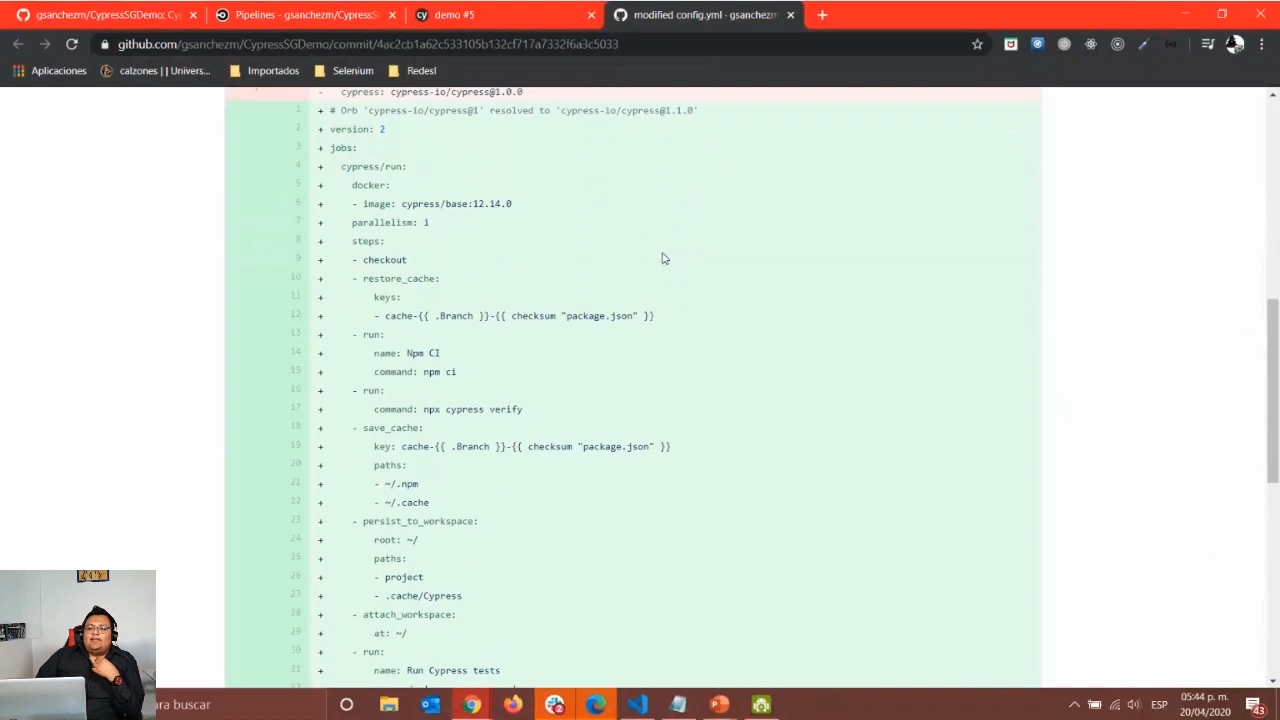 gsanchezm/CypressSGDemo: Cy
Pipelines - gsanchezm/CypressS
cy demo #5
modified config.yml · gsanchezm
github.com/gsanchezm/CypressSGDemo/commit/4ac2cb1a62c533105b132cf717a7332f6a3c5033
Aplicaciones calzones || Univers... Importados Selenium Redes!
- cypress: cypress-io/cypress@1.0.0
1 + # Orb 'cypress-io/cypress@1' resolved to 'cypress-io/cypress@1.1.0'
2 + version: 2
3 + jobs:
4 + cypress/run:
5 + docker:
6 + - image: cypress/base:12.14.0
7 + parallelism: 1
8 + steps:
9 + - checkout
10 + - restore_cache:
11 + keys:
12 + - cache-{{ .Branch }}-{{ checksum "package.json" }}
13 + - run:
14 + name: Npm CI
15 + command: npm ci
16 + - run:
17 + command: npx cypress verify
18 + - save_cache:
19 + key: cache-{{ .Branch }}-{{ checksum "package.json" }}
20 + paths:
21 + - ~/.npm
22 + - ~/.cache
23 + - persist_to_workspace:
24 + root: ~/
25 + paths:
26 + - project
27 + - .cache/Cypress
28 + - attach_workspace:
29 + at: ~/
30 + - run:
31 + name: Run Cypress tests
ara buscar
ESP
05:44 p. m.
20/04/2020
43